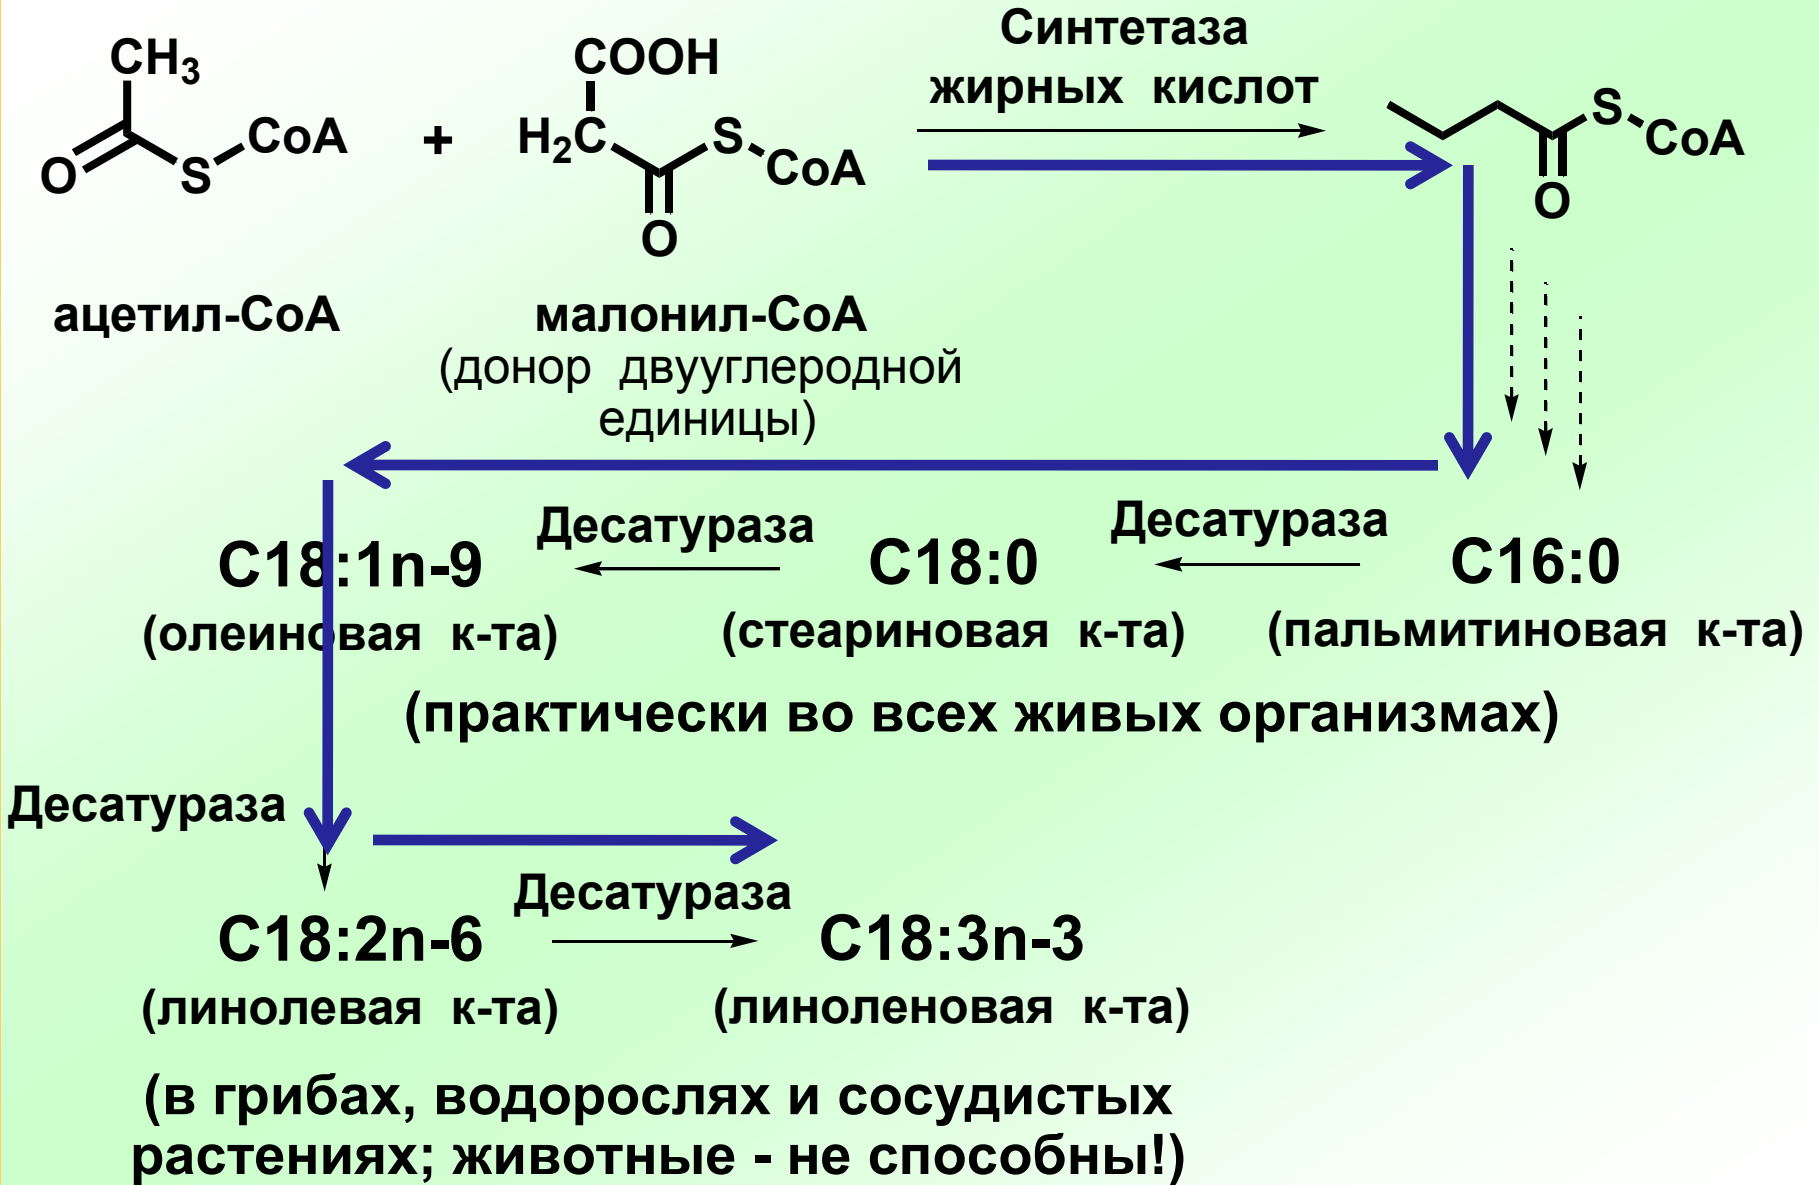 Синтетаза
жирных кислот
CH3
O
S
CoA
+
COOH
H2C
S
CoA
O
S
CoA
O
ацетил-CoA
малонил-CoA
(донор двууглеродной
единицы)
C18:1n-9
Десатураза
C18:0
Десатураза
C16:0
(олеиновая к-та)
(стеариновая к-та)
(пальмитиновая к-та)
(практически во всех живых организмах)
Десатураза
C18:2n-6
Десатураза
C18:3n-3
(линолевая к-та)
(линоленовая к-та)
(в грибах, водорослях и сосудистых
растениях; животные - не способны!)